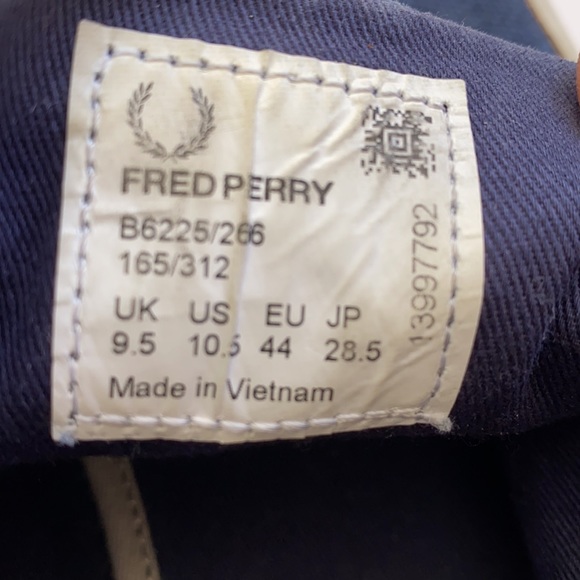 FRED PERRY
B6225/266
165/312
UK US EU JP
9.5 10.5 44 28.5
Made in Vietnam
13997792